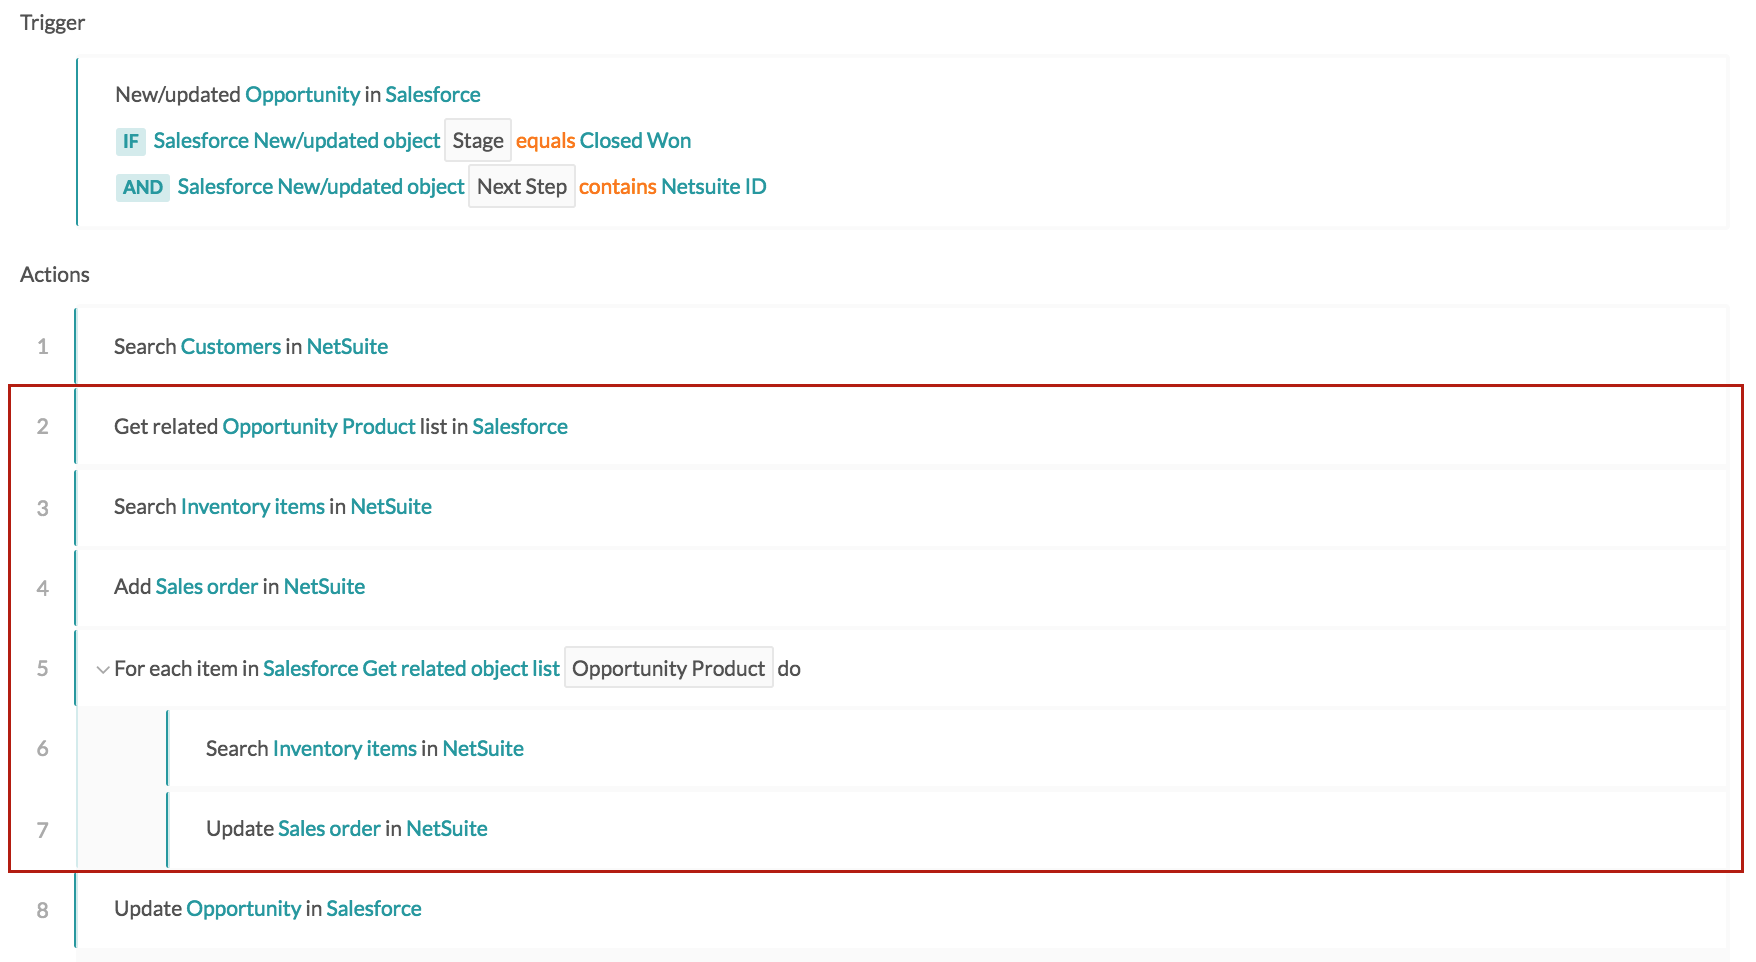 Trigger
New/updated Opportunity in Salesforce
IF Salesforce New/updated object Stage equals Closed Won
AND Salesforce New/updated object Next Step contains Netsuite ID
Actions
1 Search Customers in NetSuite
2 Get related Opportunity Product list in Salesforce
3 Search Inventory items in NetSuite
4 Add Sales order in NetSuite
5 For each item in Salesforce Get related object list Opportunity Product do
6 Search Inventory items in NetSuite
7 Update Sales order in NetSuite
8 Update Opportunity in Salesforce